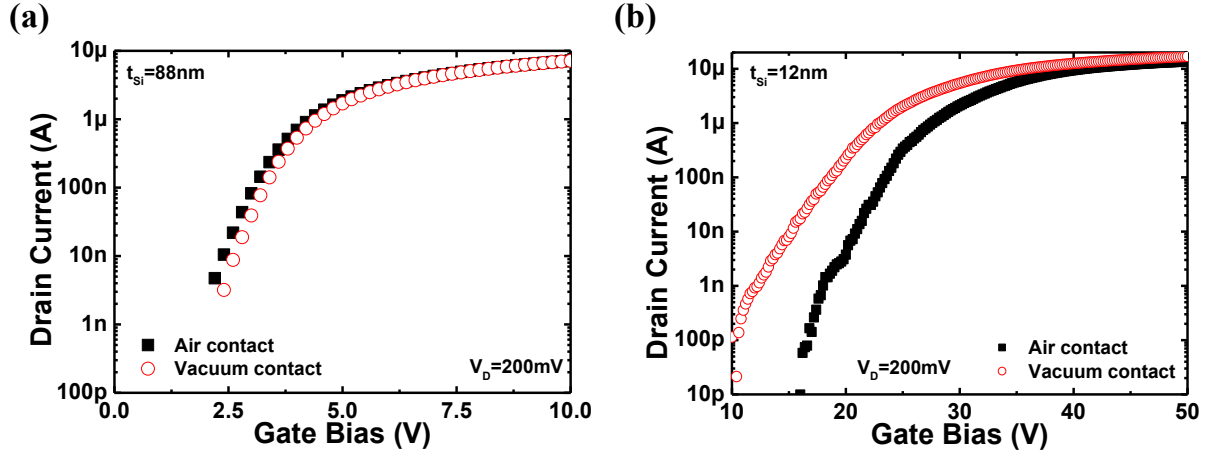 (a)
10µ
1µ
100n
10n
1n
100p
Drain Current (A)
t_Si=88nm
Air contact
Vacuum contact
V_D=200mV
0.0 2.5 5.0 7.5 10.0
Gate Bias (V)
(b)
10µ
1µ
100n
10n
1n
100p
10p
Drain Current (A)
t_Si=12nm
V_D=200mV
Air contact
Vacuum contact
10 20 30 40 50
Gate Bias (V)